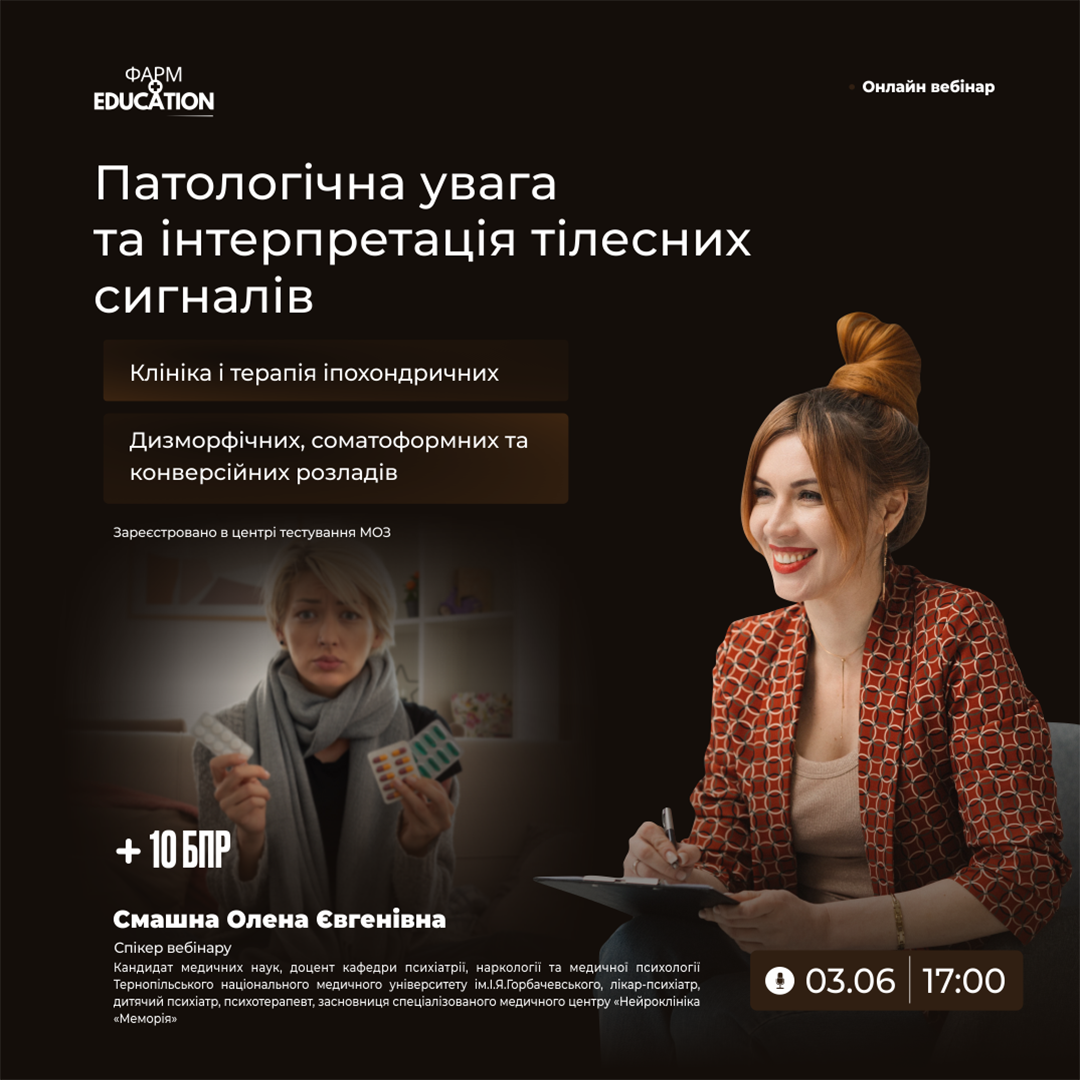 ФАРМ
EDUCATION
Онлайн вебінар
Патологічна увага
та інтерпретація тілесних
сигналів
Клініка і терапія іпохондричних
Дизморфічних, соматоформних та
конверсійних розладів
Зареєстровано в центрі тестування МОЗ
+ 10 БПР
Смашна Олена Євгенівна
Спікер вебінару
Кандидат медичних наук, доцент кафедри психіатрії, наркології та медичної психології
Тернопільського національного медичного університету ім.І.Я.Горбачевського, лікар-психіатр,
дитячий психіатр, психотерапевт, засновниця спеціалізованого медичного центру «Нейроклініка
«Меморія»
03.06 | 17:00